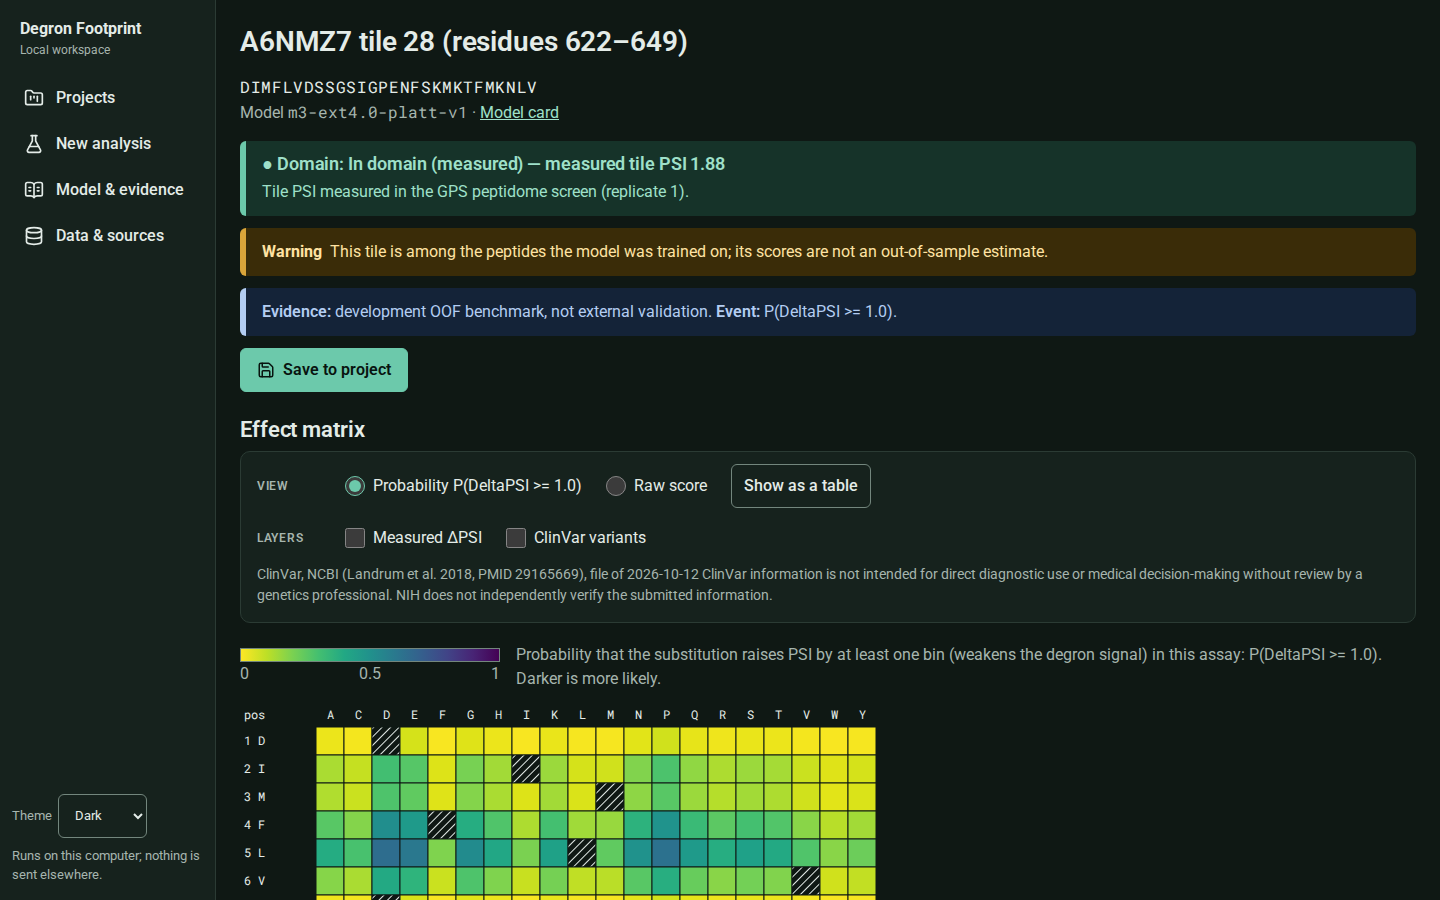 Degron Footprint
Local workspace
Projects
New analysis
Model & evidence
Data & sources
Theme
Dark
Runs on this computer; nothing is
sent elsewhere.
A6NMZ7 tile 28 (residues 622–649)
DIMFLVDSSGSIGPENFSKMKTFMKNLV
Model m3-ext4.0-platt-v1 · Model card
● Domain: In domain (measured) — measured tile PSI 1.88
Tile PSI measured in the GPS peptidome screen (replicate 1).
Warning This tile is among the peptides the model was trained on; its scores are not an out-of-sample estimate.
Evidence: development OOF benchmark, not external validation. Event: P(DeltaPSI >= 1.0).
Save to project
Effect matrix
VIEW Probability P(DeltaPSI >= 1.0) Raw score Show as a table
LAYERS Measured ΔPSI ClinVar variants
ClinVar, NCBI (Landrum et al. 2018, PMID 29165669), file of 2026-10-12 ClinVar information is not intended for direct diagnostic use or medical decision-making without review by a
genetics professional. NIH does not independently verify the submitted information.
0 0.5 1
Probability that the substitution raises PSI by at least one bin (weakens the degron signal) in this assay: P(DeltaPSI >= 1.0).
Darker is more likely.
pos A C D E F G H I K L M N P Q R S T V W Y
1 D
2 I
3 M
4 F
5 L
6 V